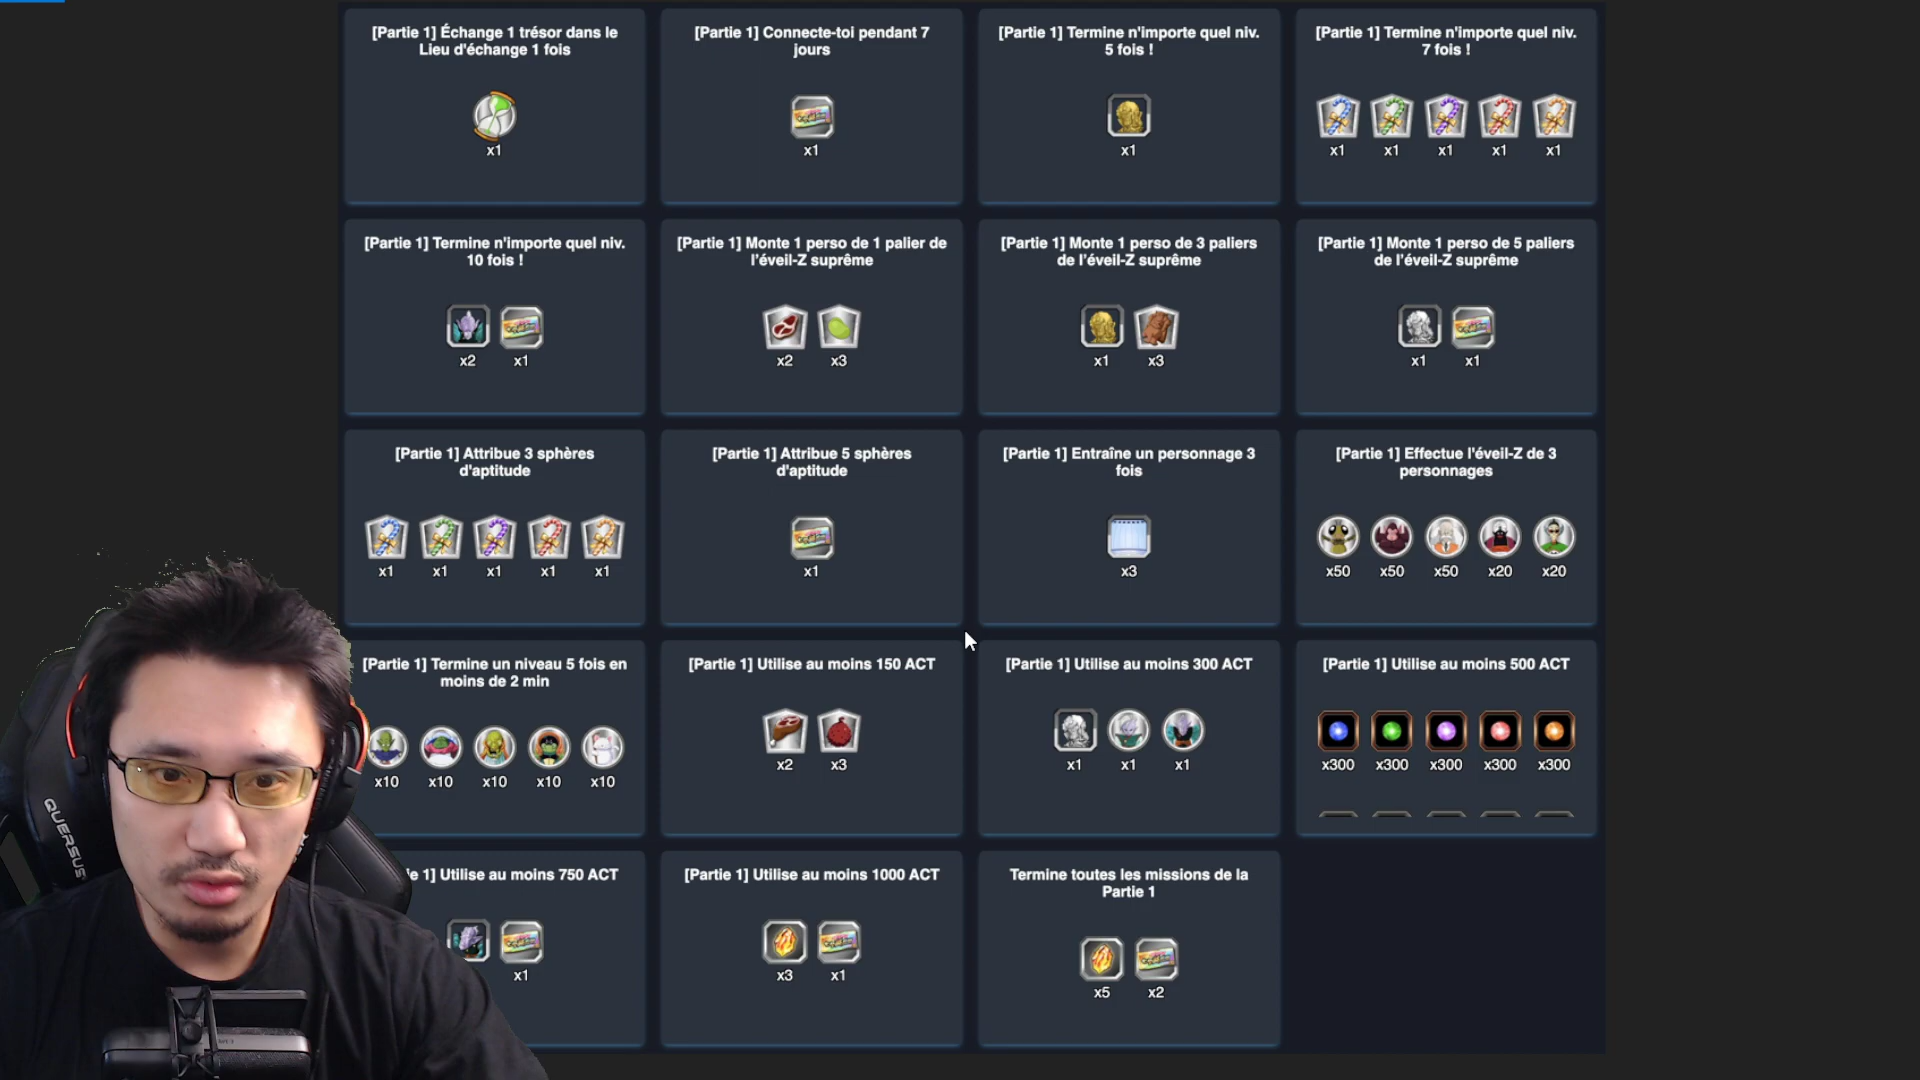 [Partie 1] Échange 1 trésor dans le
Lieu d'échange 1 fois
x1
[Partie 1] Connecte-toi pendant 7
jours
x1
[Partie 1] Termine n'importe quel niv.
5 fois !
x1
[Partie 1] Termine n'importe quel niv.
7 fois !
x1 x1 x1 x1 x1
[Partie 1] Termine n'importe quel niv.
10 fois !
x2 x1
[Partie 1] Monte 1 perso de 1 palier de
l'éveil-Z suprême
x2 x3
[Partie 1] Monte 1 perso de 3 paliers
de l'éveil-Z suprême
x1 x3
[Partie 1] Monte 1 perso de 5 paliers
de l'éveil-Z suprême
x1 x1
[Partie 1] Attribue 3 sphères
d'aptitude
x1 x1 x1 x1 x1
[Partie 1] Attribue 5 sphères
d'aptitude
x1
[Partie 1] Entraîne un personnage 3
fois
x3
[Partie 1] Effectue l'éveil-Z de 3
personnages
x50 x50 x50 x20 x20
[Partie 1] Termine un niveau 5 fois en
moins de 2 min
x10 x10 x10 x10 x10
[Partie 1] Utilise au moins 150 ACT
x2 x3
[Partie 1] Utilise au moins 300 ACT
x1 x1 x1
[Partie 1] Utilise au moins 500 ACT
x300 x300 x300 x300 x300
ie 1] Utilise au moins 750 ACT
x1
[Partie 1] Utilise au moins 1000 ACT
x3 x1
Termine toutes les missions de la
Partie 1
x5 x2
QUERSUS